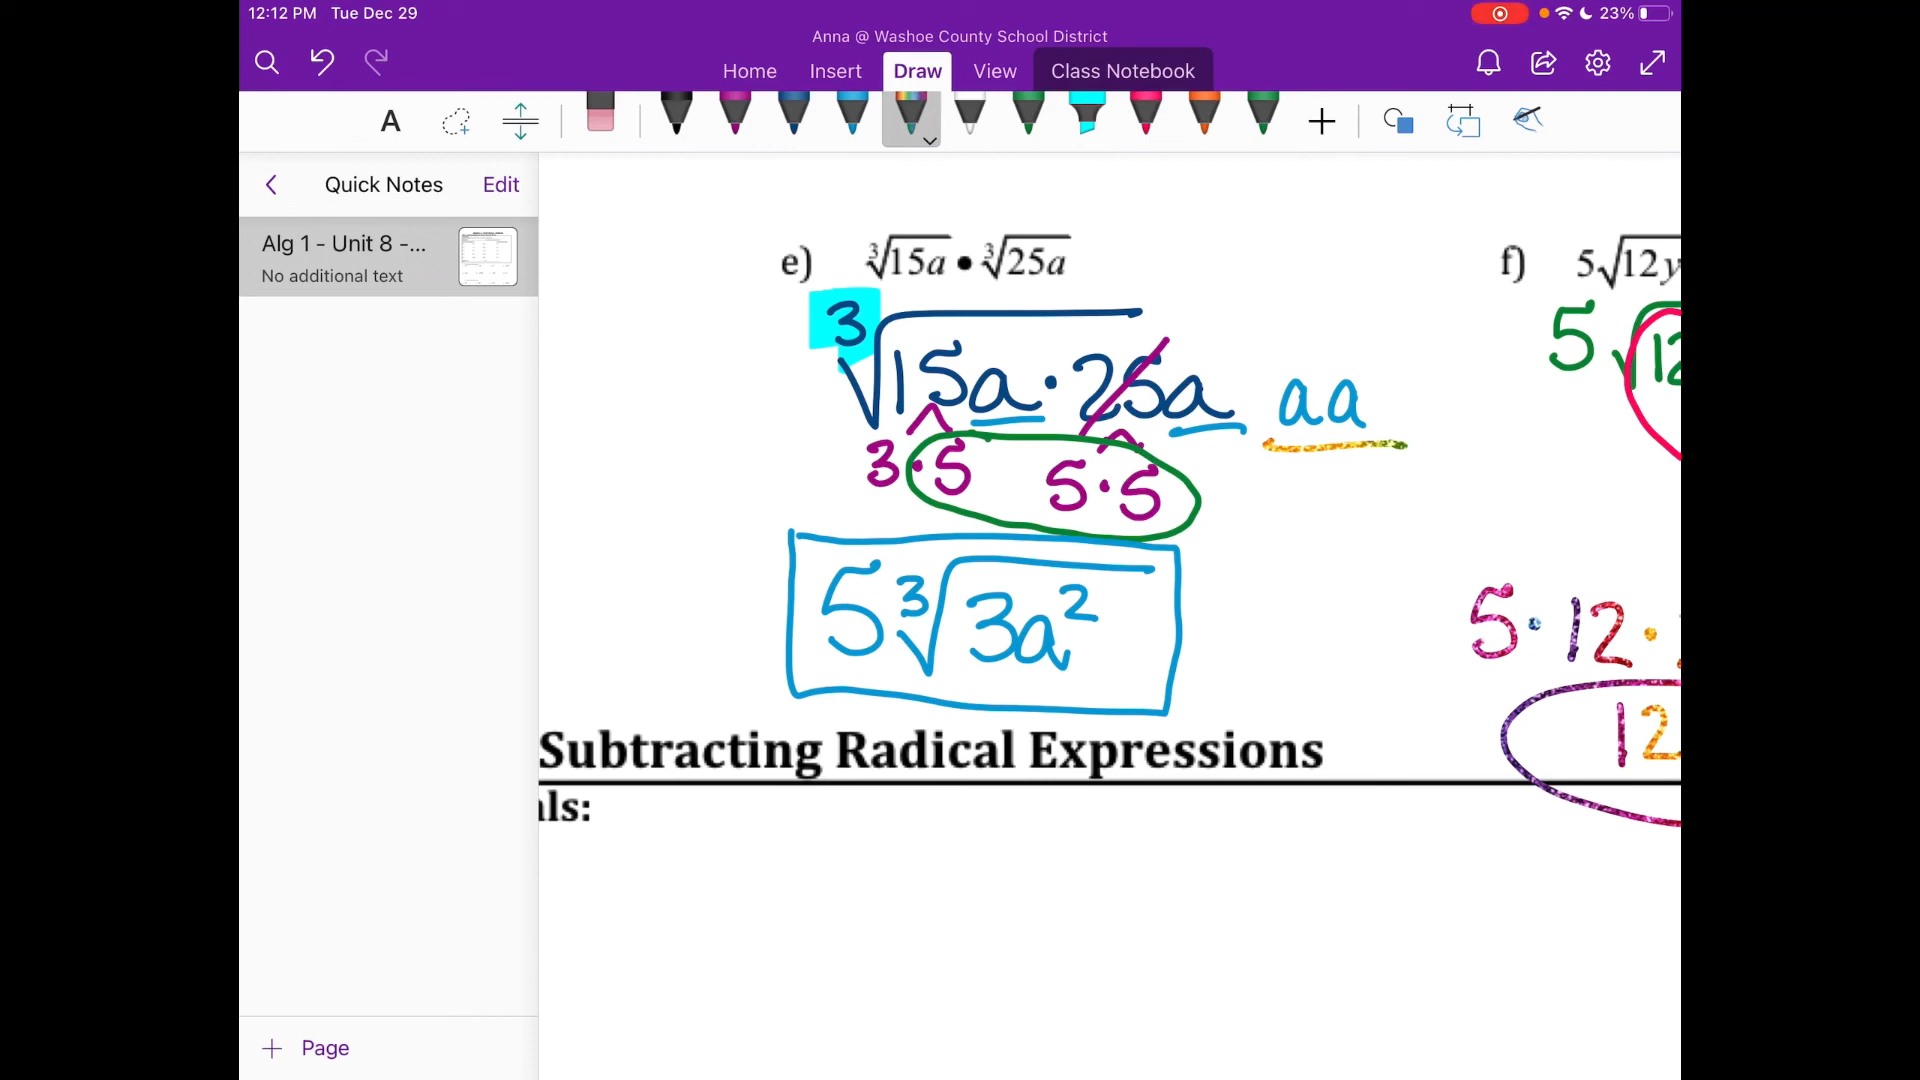 12:12 PM Tue Dec 29
23%
Anna @ Washoe County School District
Home Insert Draw View Class Notebook
A
Quick Notes Edit
Alg 1 - Unit 8 -...
No additional text
e) ∛15a • ∛25a
∛15a · 25a aa
3 · 5 5 · 5
5∛3a²
f) 5√12y
5√12
5 · 12 ·
12
Subtracting Radical Expressions
ls:
+ Page